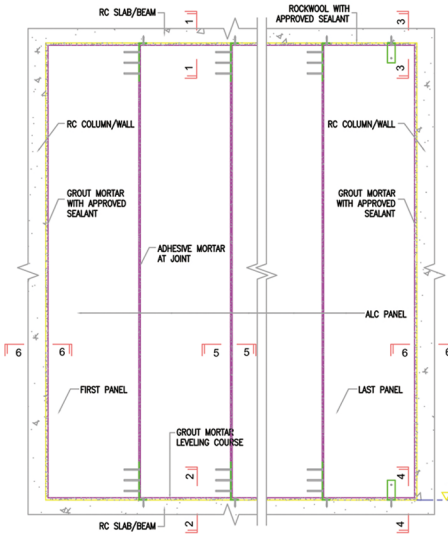 RC SLAB/BEAM
ROCKWOOL WITH
APPROVED SEALANT
1
3
1
3
RC COLUMN/WALL
RC COLUMN/WALL
GROUT MORTAR
WITH APPROVED
SEALANT
GROUT MORTAR
WITH APPROVED
SEALANT
ADHESIVE MORTAR
AT JOINT
ALC PANEL
6 6 5 5 6 6
FIRST PANEL
LAST PANEL
GROUT MORTAR
LEVELING COURSE
2
4
RC SLAB/BEAM
2
4